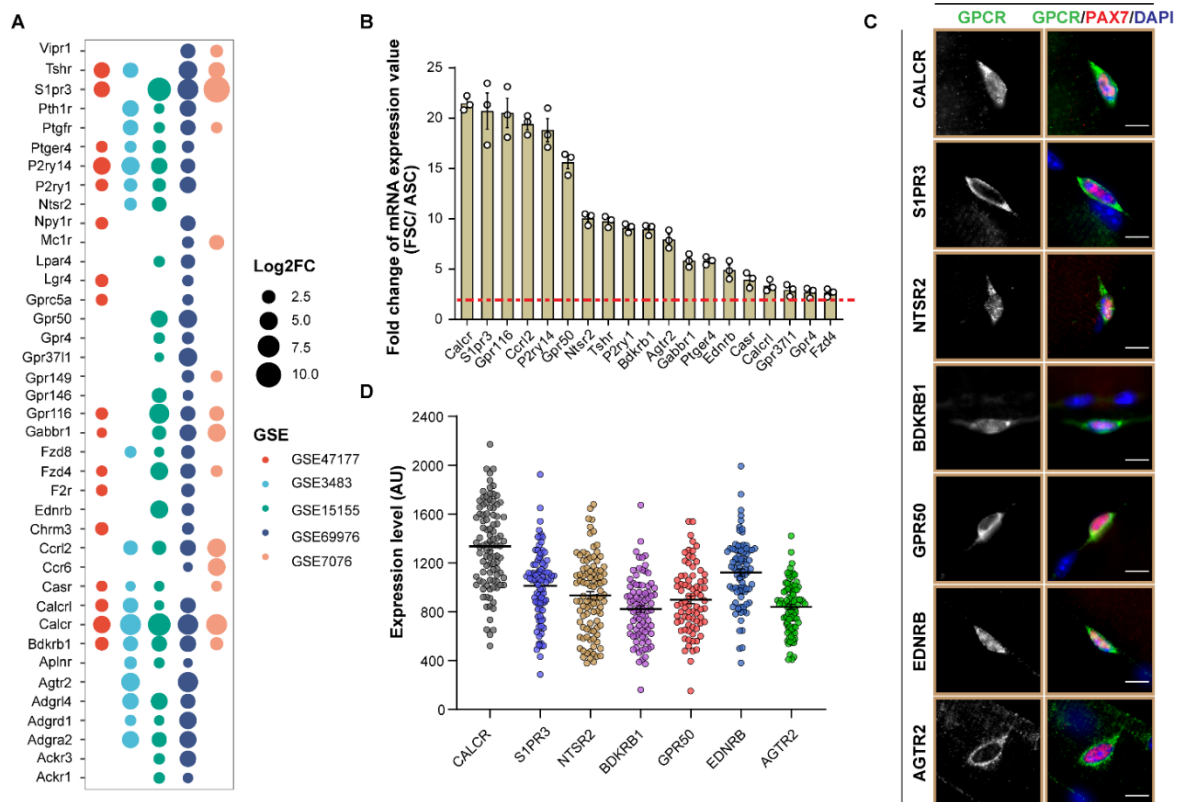 A
Vipr1
Tshr
S1pr3
Pth1r
Ptgfr
Ptger4
P2ry14
P2ry1
Ntsr2
Npy1r
Mc1r
Lpar4
Lgr4
Gprc5a
Gpr50
Gpr4
Gpr37l1
Gpr149
Gpr146
Gpr116
Gabbr1
Fzd8
Fzd4
F2r
Ednrb
Chrm3
Ccrl2
Ccr6
Casr
Calcrl
Calcr
Bdkrb1
Aplnr
Agtr2
Adgrl4
Adgrd1
Adgra2
Ackr3
Ackr1
Log2FC
2.5
5.0
7.5
10.0
GSE
GSE47177
GSE3483
GSE15155
GSE69976
GSE7076
B
Fold change of mRNA expression value
(FSC/ ASC)
25
20
15
10
5
0
Calcr
S1pr3
Gpr116
Ccrl2
P2ry14
Gpr50
Ntsr2
Tshr
P2ry1
Bdkrb1
Agtr2
Gabbr1
Ptger4
Ednrb
Casr
Calcrl
Gpr37l1
Gpr4
Fzd4
D
Expression level (AU)
2400
2000
1600
1200
800
400
0
CALCR
S1PR3
NTSR2
BDKRB1
GPR50
EDNRB
AGTR2
C
GPCR
GPCR/PAX7/DAPI
CALCR
S1PR3
NTSR2
BDKRB1
GPR50
EDNRB
AGTR2